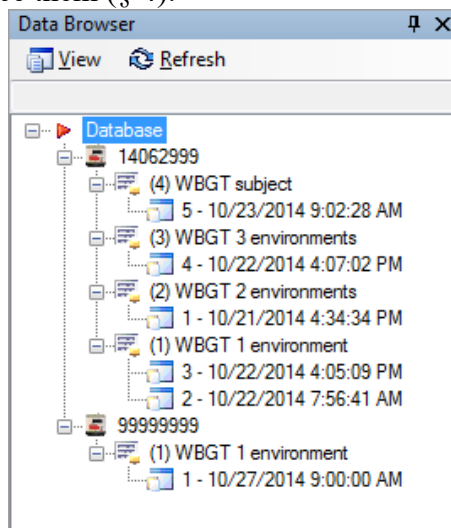 Data Browser
View Refresh
Database
14062999
(4) WBGT subject
5 - 10/23/2014 9:02:28 AM
(3) WBGT 3 environments
4 - 10/22/2014 4:07:02 PM
(2) WBGT 2 environments
1 - 10/21/2014 4:34:34 PM
(1) WBGT 1 environment
3 - 10/22/2014 4:05:09 PM
2 - 10/22/2014 7:56:41 AM
99999999
(1) WBGT 1 environment
1 - 10/27/2014 9:00:00 AM